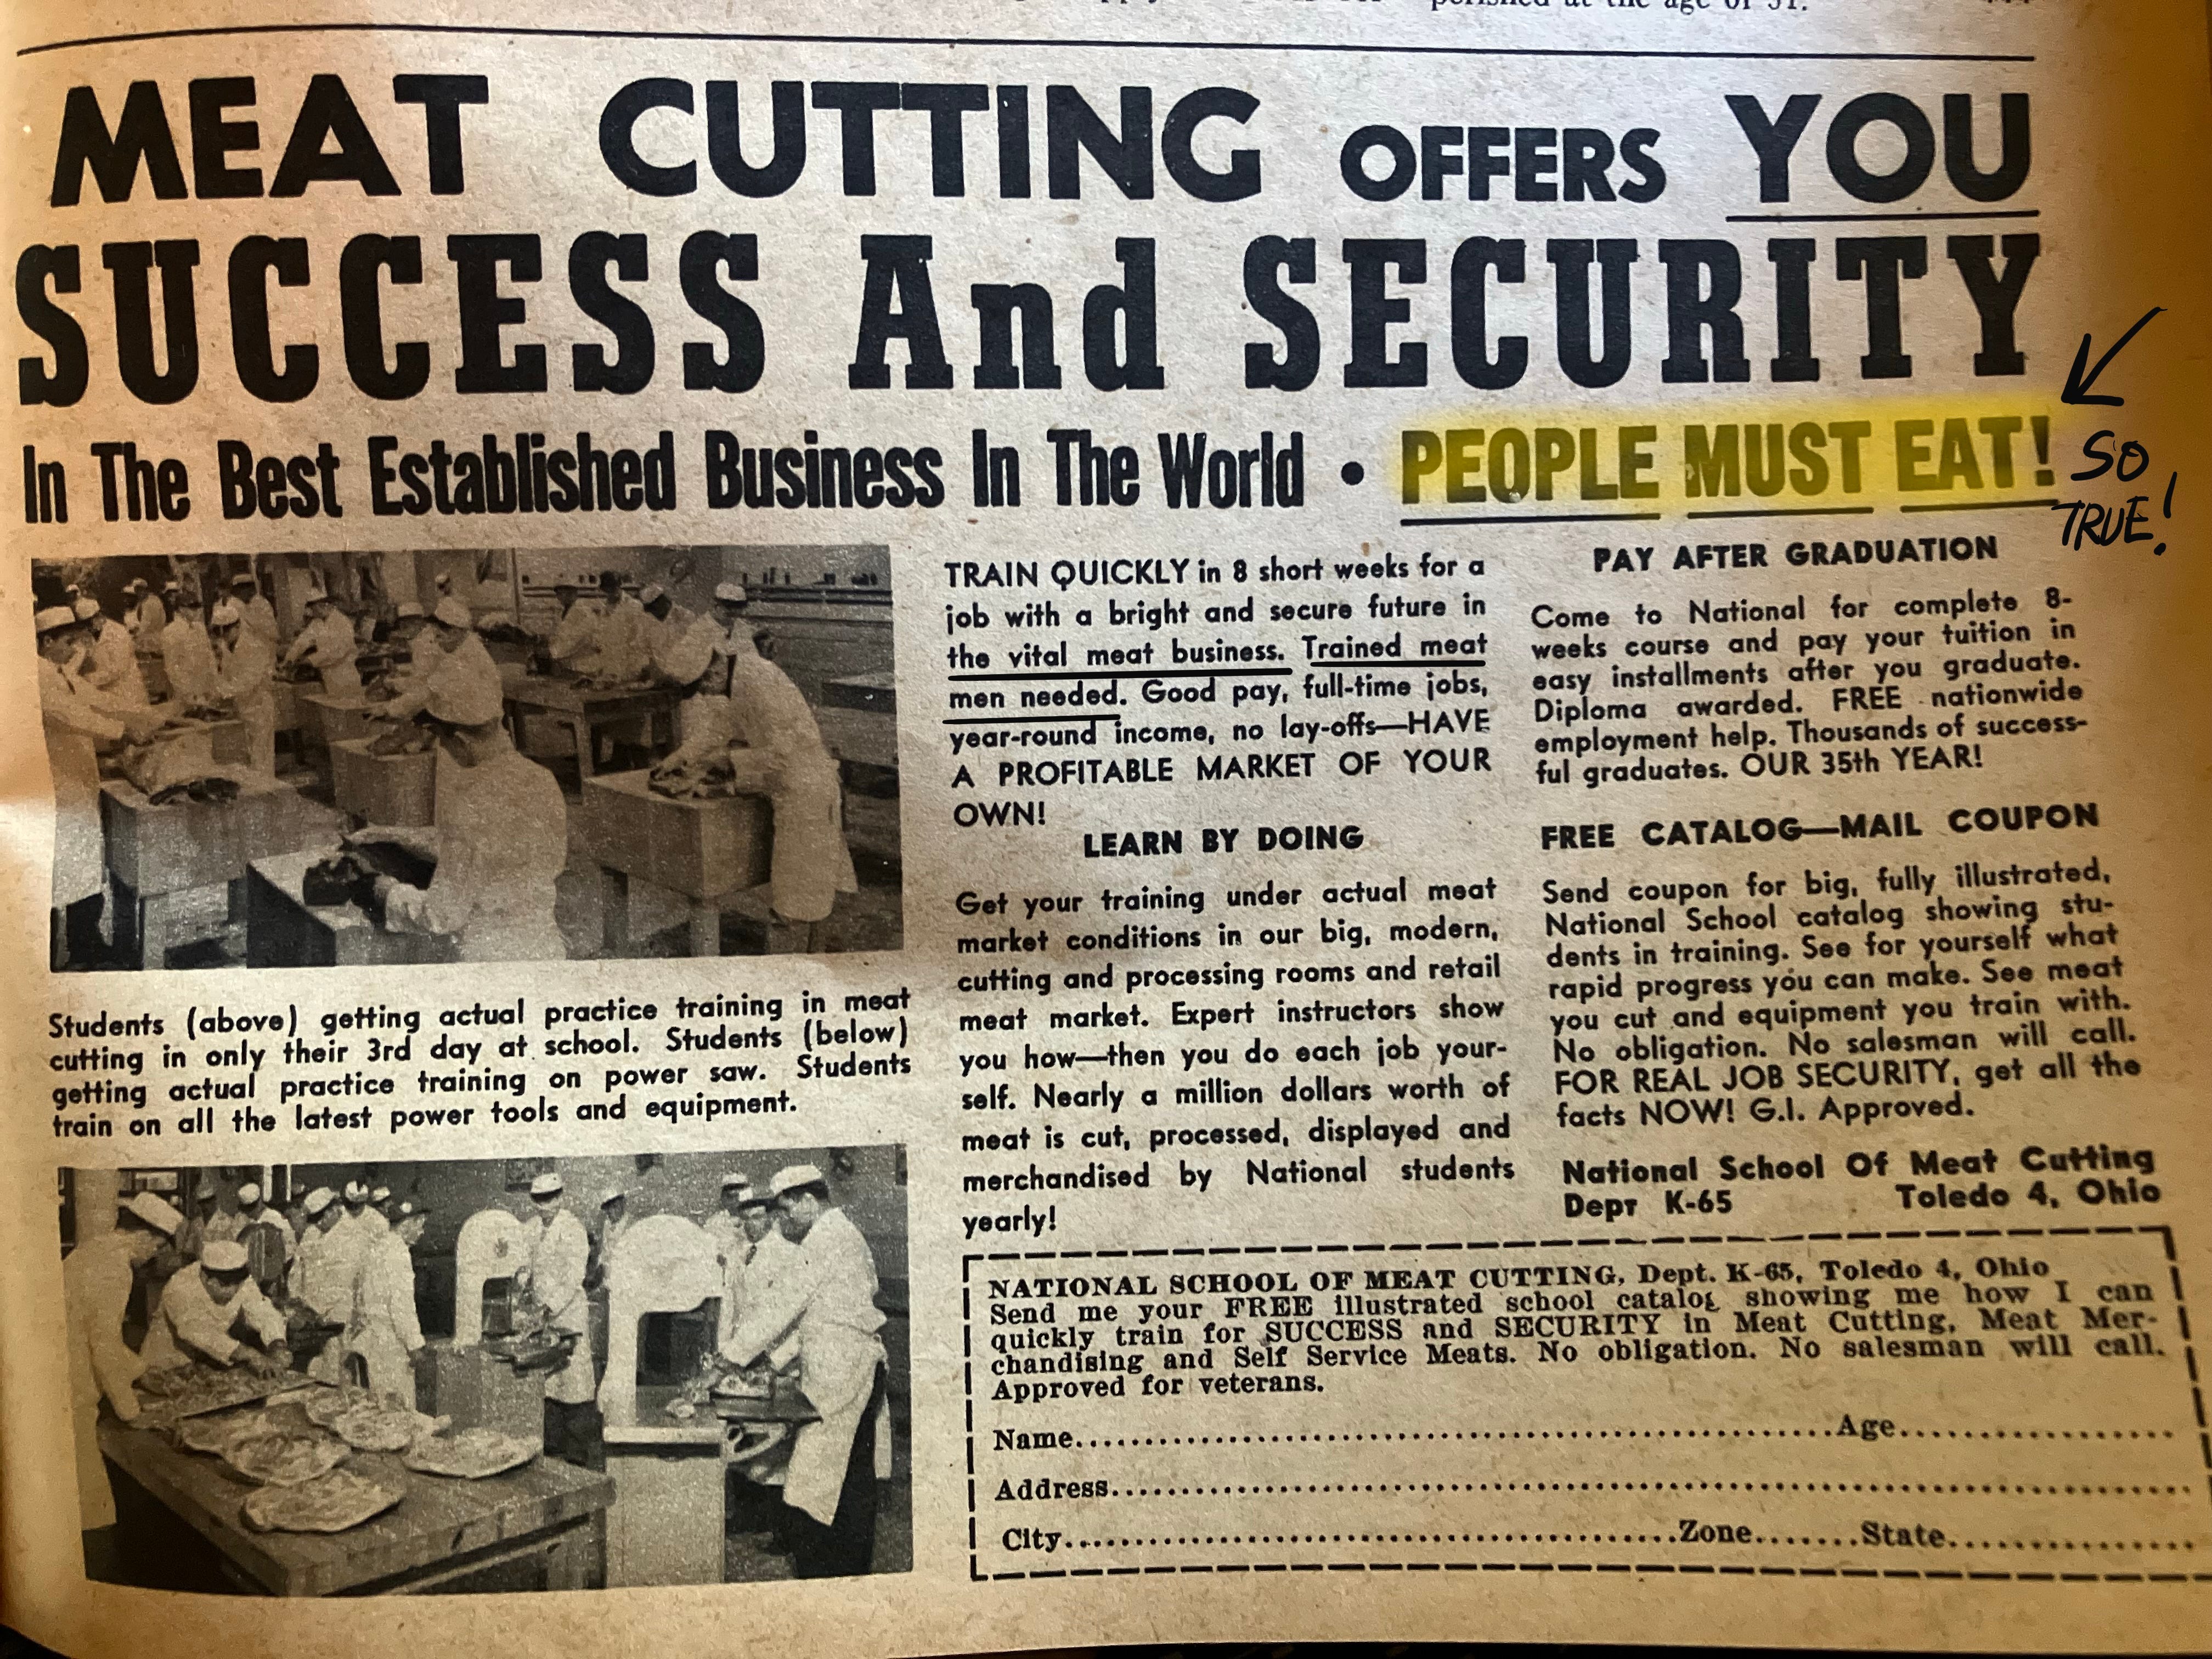 perished at the age of 51.
MEAT CUTTING OFFERS YOU
SUCCESS And SECURITY
In The Best Established Business In The World • PEOPLE MUST EAT!
SO
TRUE!
Students (above) getting actual practice training in meat
cutting in only their 3rd day at school. Students (below)
getting actual practice training on power saw. Students
train on all the latest power tools and equipment.
TRAIN QUICKLY in 8 short weeks for a
job with a bright and secure future in
the vital meat business. Trained meat
men needed. Good pay, full-time jobs,
year-round income, no lay-offs—HAVE
A PROFITABLE MARKET OF YOUR
OWN!
LEARN BY DOING
Get your training under actual meat
market conditions in our big, modern,
cutting and processing rooms and retail
meat market. Expert instructors show
you how—then you do each job your-
self. Nearly a million dollars worth of
meat is cut, processed, displayed and
merchandised by National students
yearly!
PAY AFTER GRADUATION
Come to National for complete 8-
weeks course and pay your tuition in
easy installments after you graduate.
Diploma awarded. FREE nationwide
employment help. Thousands of success-
ful graduates. OUR 35th YEAR!
FREE CATALOG—MAIL COUPON
Send coupon for big, fully illustrated,
National School catalog showing stu-
dents in training. See for yourself what
rapid progress you can make. See meat
you cut and equipment you train with.
No obligation. No salesman will call.
FOR REAL JOB SECURITY, get all the
facts NOW! G.I. Approved.
National School Of Meat Cutting
Dept K-65 Toledo 4, Ohio
NATIONAL SCHOOL OF MEAT CUTTING, Dept. K-65, Toledo 4, Ohio
Send me your FREE illustrated school catalog showing me how I can
quickly train for SUCCESS and SECURITY in Meat Cutting, Meat Mer-
chandising and Self Service Meats. No obligation. No salesman will call.
Approved for veterans.
Name..........Age..........
Address..........
City..........Zone.......State..........